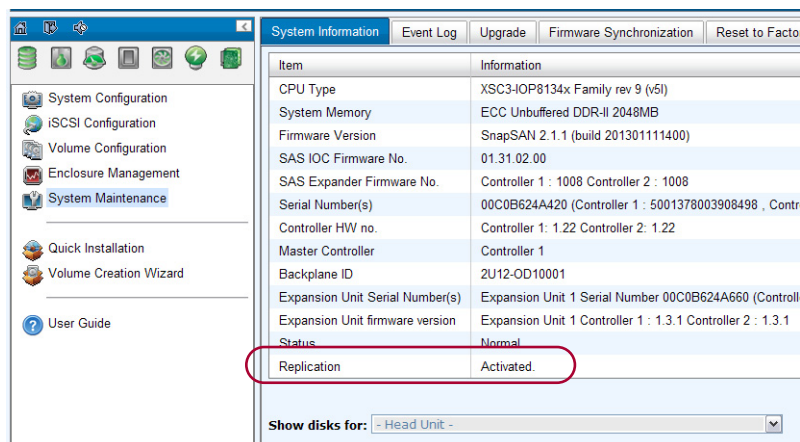 System Information Event Log Upgrade Firmware Synchronization Reset to Facto
System Configuration
iSCSI Configuration
Volume Configuration
Enclosure Management
System Maintenance
Quick Installation
Volume Creation Wizard
User Guide
Item Information
CPU Type XSC3-IOP8134x Family rev 9 (v5l)
System Memory ECC Unbuffered DDR-II 2048MB
Firmware Version SnapSAN 2.1.1 (build 201301111400)
SAS IOC Firmware No. 01.31.02.00
SAS Expander Firmware No. Controller 1 : 1008 Controller 2 : 1008
Serial Number(s) 00C0B624A420 (Controller 1 : 5001378003908498 , Contr
Controller HW no. Controller 1: 1.22 Controller 2: 1.22
Master Controller Controller 1
Backplane ID 2U12-OD10001
Expansion Unit Serial Number(s) Expansion Unit 1 Serial Number 00C0B624A660 (Controll
Expansion Unit firmware version Expansion Unit 1 Controller 1 : 1.3.1 Controller 2 : 1.3.1
Status Normal
Replication Activated.
Show disks for: - Head Unit -